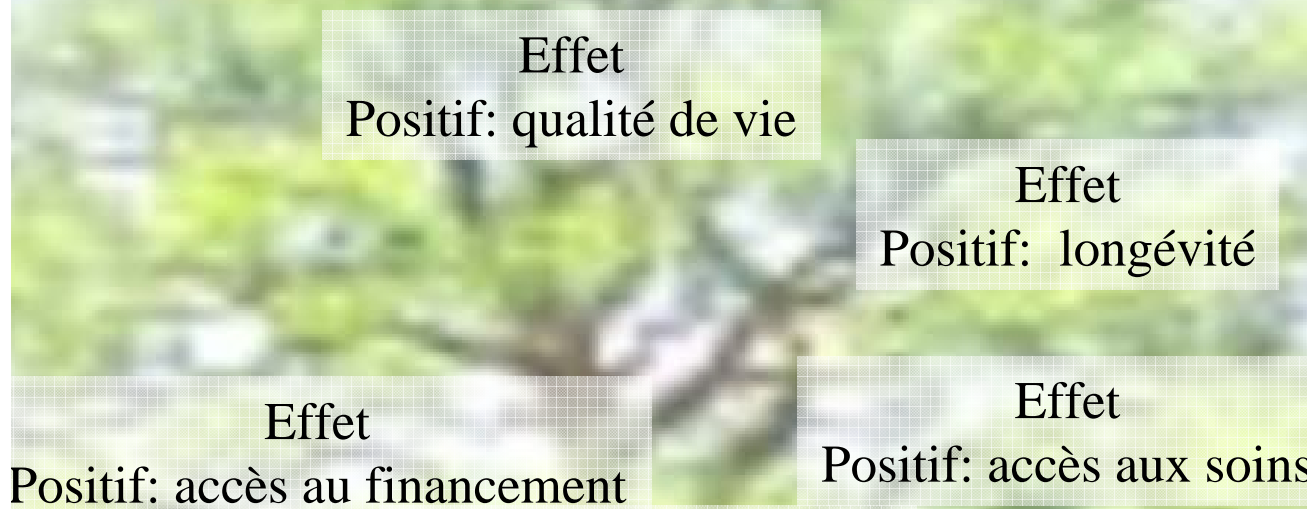 Effet
Positif: qualité de vie
Effet
Positif: longévité
Effet
Positif: accès au financement
Effet
Positif: accès aux soins